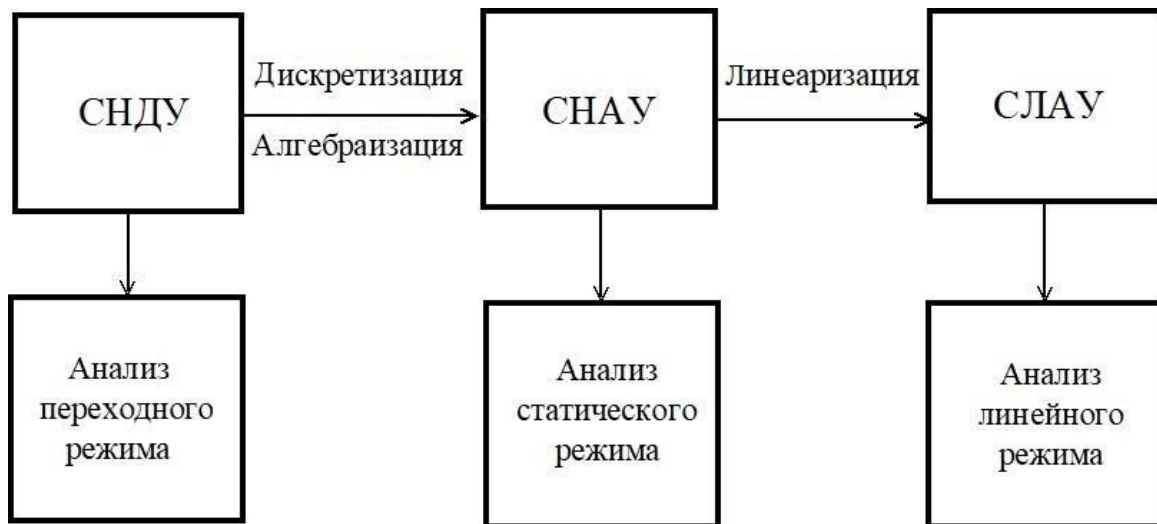 СНДУ
Дискретизация
Алгебраизация
СНАУ
Линеаризация
СЛАУ
Анализ
переходного
режима
Анализ
статического
режима
Анализ
линейного
режима